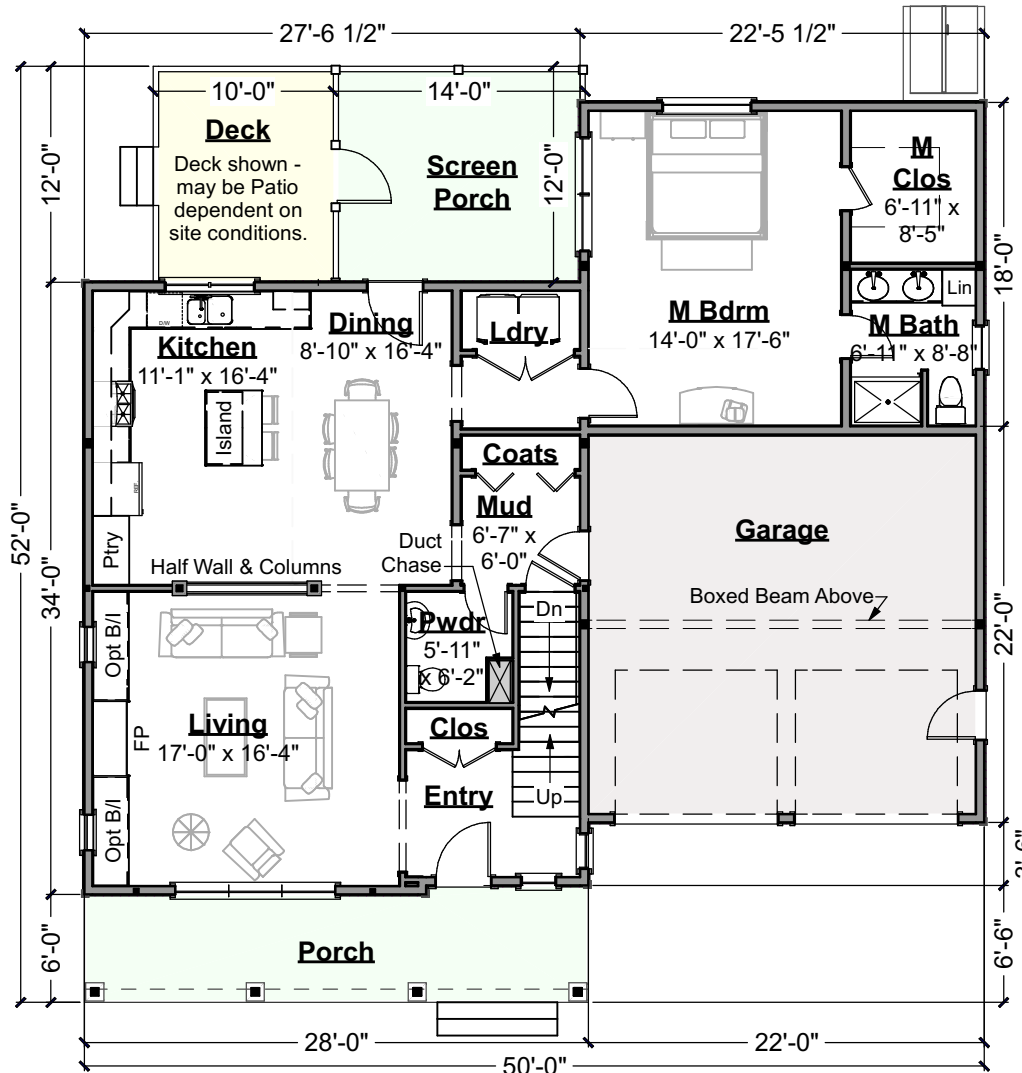 27'-6 1/2"
22'-5 1/2"
10'-0"
14'-0"
Deck
Deck shown -
may be Patio
dependent on
site conditions.
Screen
Porch
12'-0"
12'-0"
M
Clos
6'-11" x
8'-5"
18'-0"
Lin
M Bdrm
14'-0" x 17'-6"
M Bath
6'-11" x 8'-8"
Ldry
Dining
8'-10" x 16'-4"
Kitchen
11'-1" x 16'-4"
D/W
Island
REF.
Ptry
Coats
Mud
6'-7" x
6'-0"
Duct
Chase
Garage
Boxed Beam Above
52'-0"
34'-0"
22'-0"
Half Wall & Columns
Dn
Pwdr
5'-11"
x 6'-2"
Opt B/I
FP
Living
17'-0" x 16'-4"
Opt B/I
Clos
Entry
Up
2'-6"
6'-0"
6'-6"
Porch
28'-0"
22'-0"
50'-0"